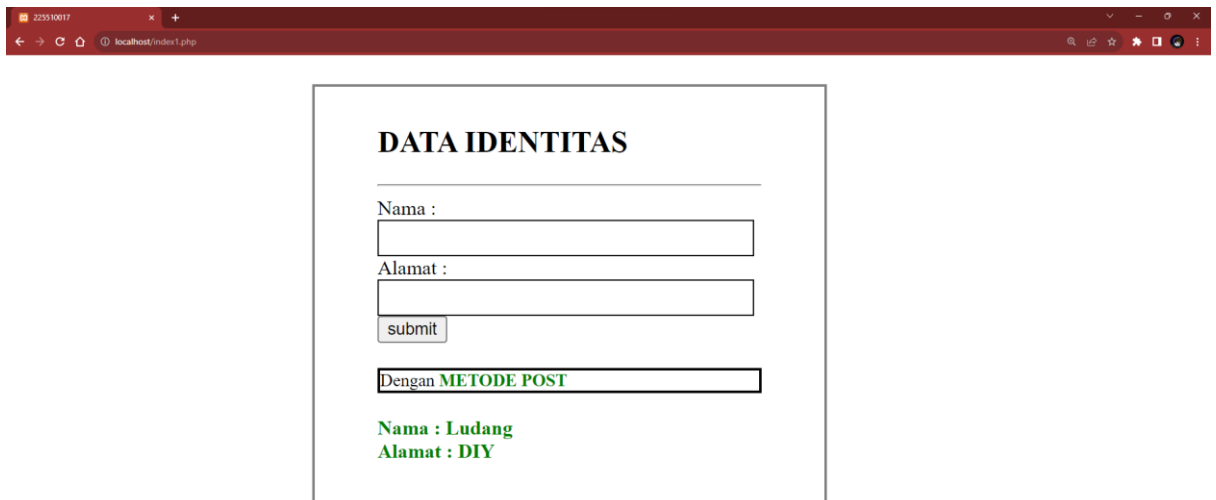 225510017
localhost/index1.php
DATA IDENTITAS
Nama :
Alamat :
submit
Dengan METODE POST
Nama : Ludang
Alamat : DIY